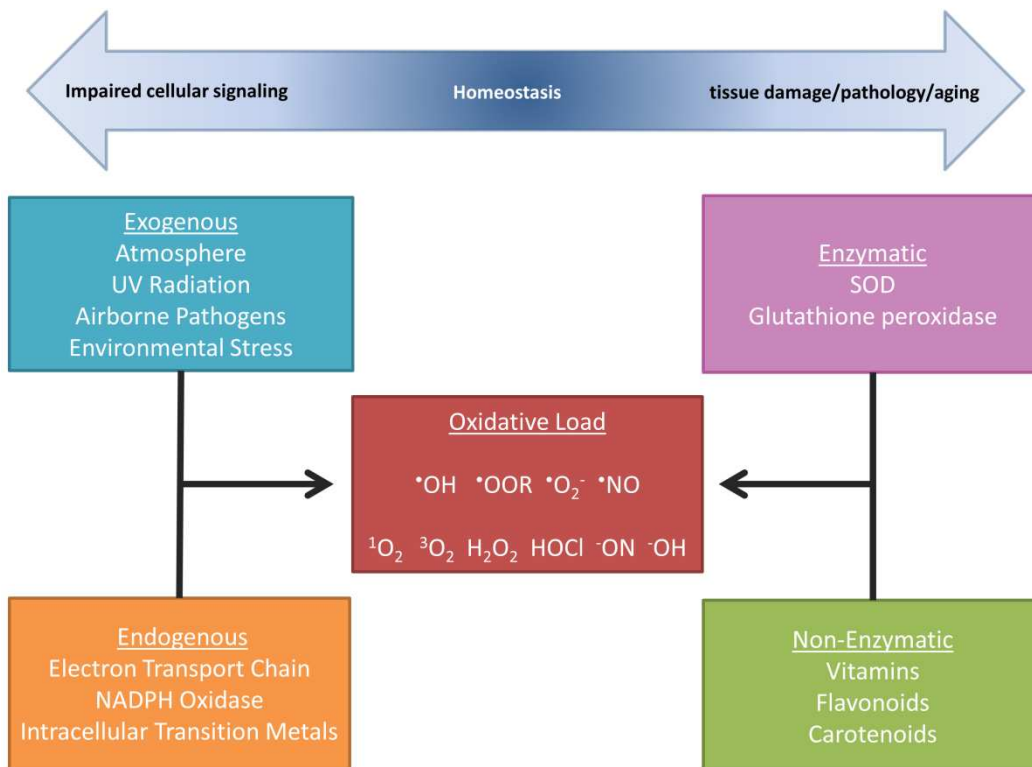 Impaired cellular signaling
Homeostasis
tissue damage/pathology/aging
Exogenous
Atmosphere
UV Radiation
Airborne Pathogens
Environmental Stress
Enzymatic
SOD
Glutathione peroxidase
Oxidative Load
•OH •OOR •O₂⁻ •NO
¹O₂ ³O₂ H₂O₂ HOCl ⁻ON ⁻OH
Endogenous
Electron Transport Chain
NADPH Oxidase
Intracellular Transition Metals
Non-Enzymatic
Vitamins
Flavonoids
Carotenoids